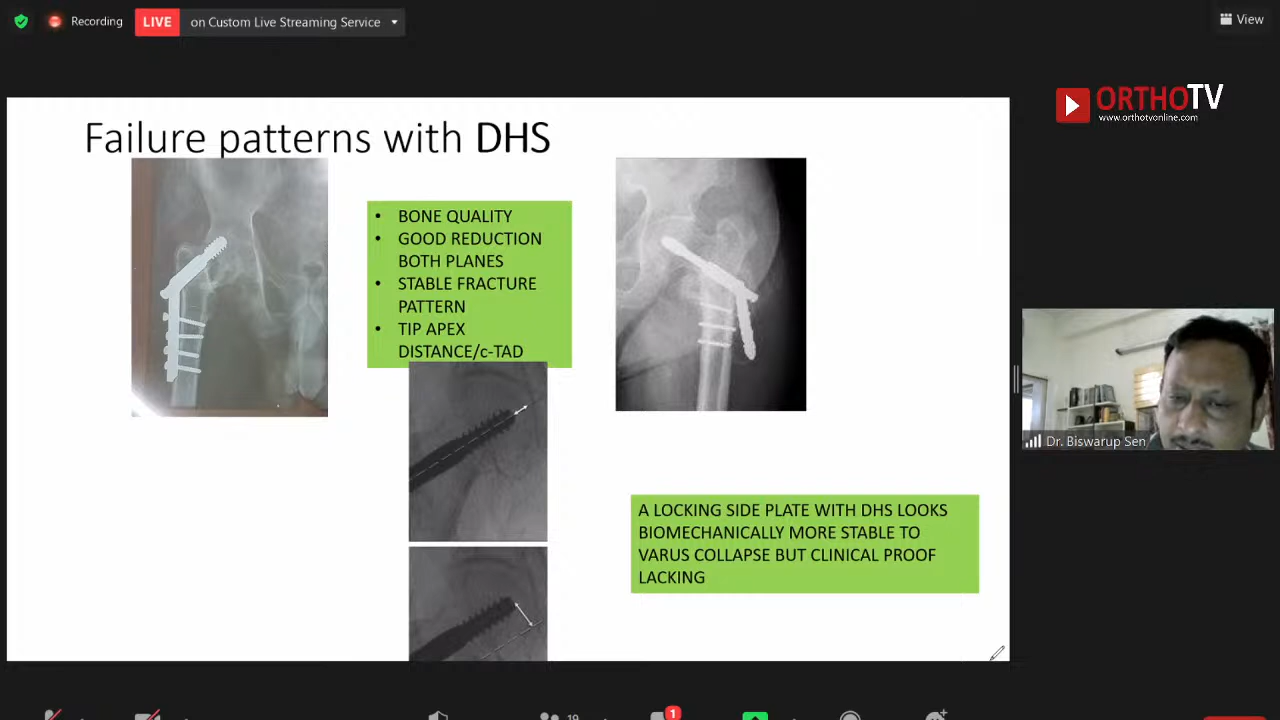 Recording
LIVE
on Custom Live Streaming Service
View
ORTHOTV
www.orthotvonline.com
Failure patterns with DHS
• BONE QUALITY
• GOOD REDUCTION
BOTH PLANES
• STABLE FRACTURE
PATTERN
• TIP APEX
DISTANCE/c-TAD
Dr. Biswarup Sen
A LOCKING SIDE PLATE WITH DHS LOOKS
BIOMECHANICALLY MORE STABLE TO
VARUS COLLAPSE BUT CLINICAL PROOF
LACKING
19
1